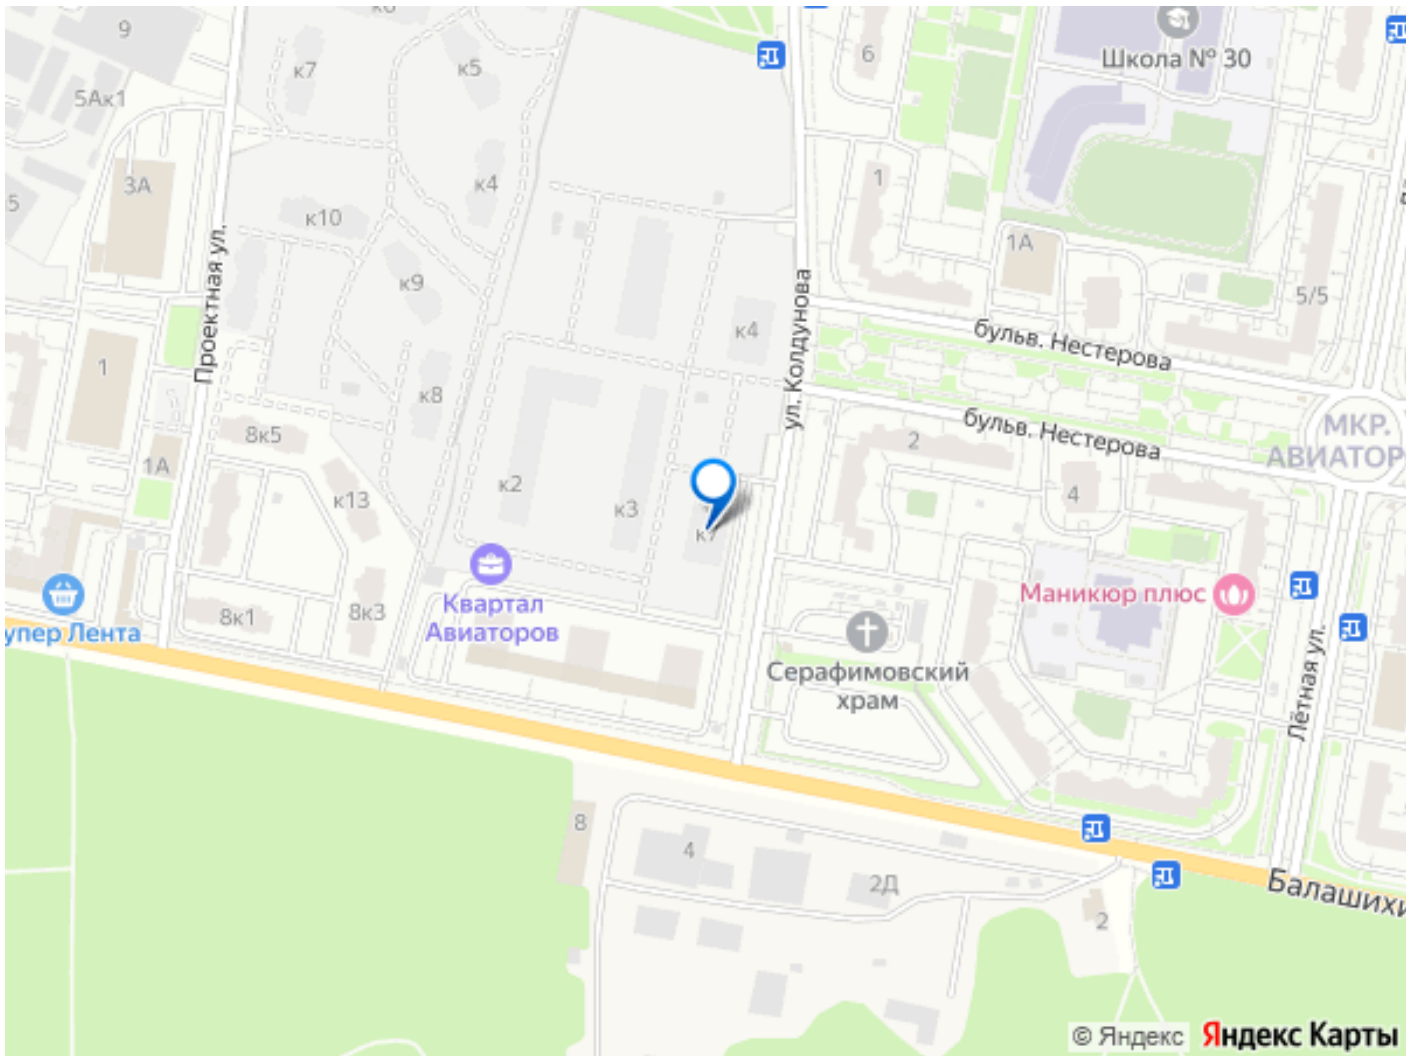 9
к6
к7
к5
6
Школа № 30
5Ак1
к4
3А
1
5
к10
1А
Проектная ул.
к9
5/5
ул. Колдунова
к4
бульв. Нестерова
1
к8
МКР.
АВИАТОР
8к5
2
бульв. Нестерова
1А
к13
к2
4
к3
к7
Квартал
Авиаторов
Маникюр плюс
8к1
8к3
упер Лента
Серафимовский
храм
Лётная ул.
8
4
2Д
Балашихи
2
© Яндекс
Яндекс Карты